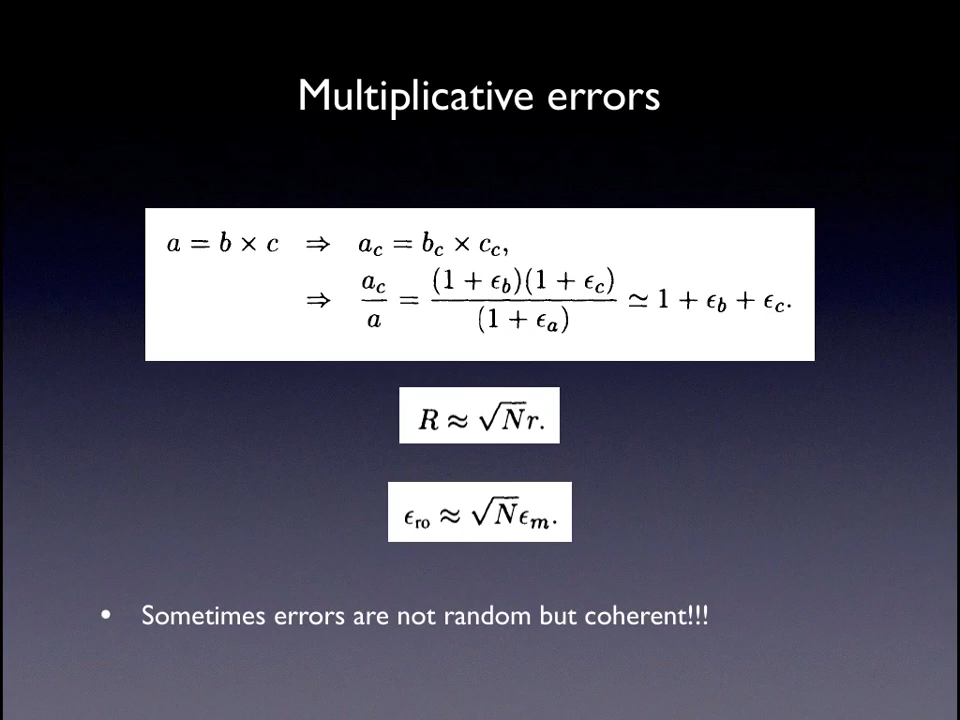 Multiplicative errors
a = b × c ⇒ a_c = b_c × c_c,
⇒ a_c/a = (1 + ϵ_b)(1 + ϵ_c)/(1 + ϵ_a) ≃ 1 + ϵ_b + ϵ_c.
R ≈ √N r.
ϵ_ro ≈ √N ϵ_m.
• Sometimes errors are not random but coherent!!!